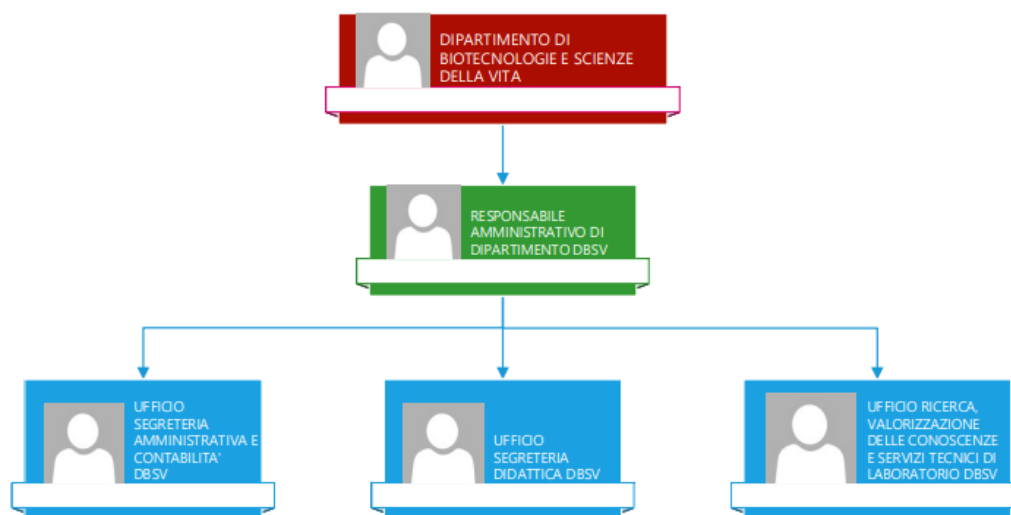 DIPARTIMENTO DI
BIOTECNOLOGIE E SCIENZE
DELLA VITA
RESPONSABILE
AMMINISTRATIVO DI
DIPARTIMENTO DBSV
UFFICIO
SEGRETERIA
AMMINISTRATIVA E
CONTABILITA'
DBSV
UFFICIO
SEGRETERIA
DIDATTICA DBSV
UFFICIO RICERCA,
VALORIZZAZIONE
DELLE CONOSCENZE
E SERVIZI TECNICI DI
LABORATORIO DBSV